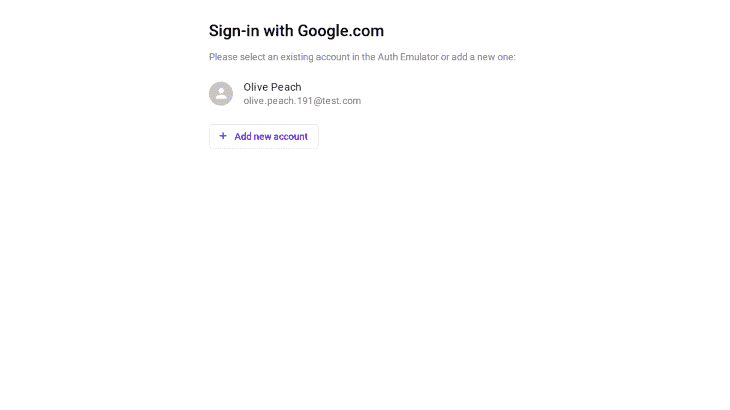 Sign-in with Google.com
Please select an existing account in the Auth Emulator or add a new one:
Olive Peach
olive.peach.191@test.com
+ Add new account